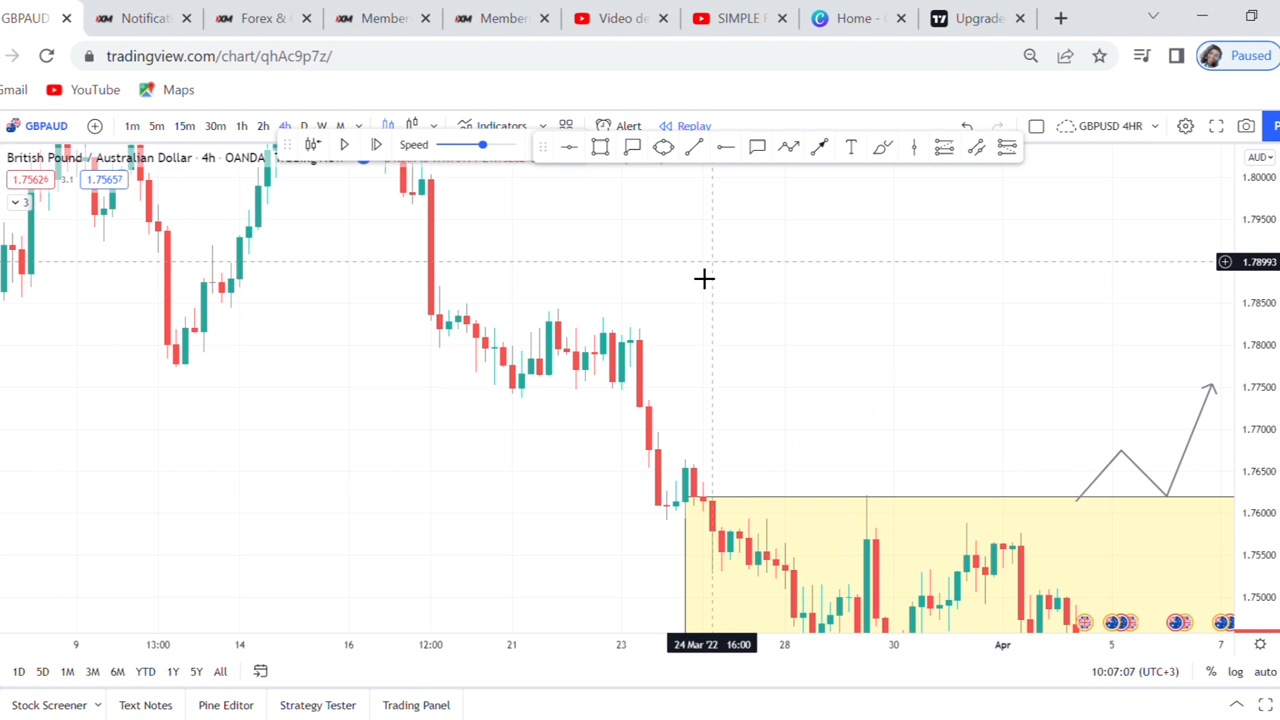 GBPAUD
Notificati
Forex &
Member
Member
Video de
SIMPLE F
Home -
Upgrade
tradingview.com/chart/qhAc9p7z/
Paused
Gmail
YouTube
Maps
GBPAUD
1m 5m 15m 30m 1h 2h 4h D W M
Indicators
Alert
Replay
GBPUSD 4HR
Speed
British Pound / Australian Dollar · 4h · OANDA
AUD
1.75626 3.1 1.75657
3
1.80000
1.79500
1.78993
1.78500
1.78000
1.77500
1.77000
1.76500
1.76000
1.75500
1.75000
9 13:00 14 16 12:00 21 23 24 Mar '22 16:00 28 30 Apr 5 7
1D 5D 1M 3M 6M YTD 1Y 5Y All
10:07:07 (UTC+3) % log auto
Stock Screener Text Notes Pine Editor Strategy Tester Trading Panel